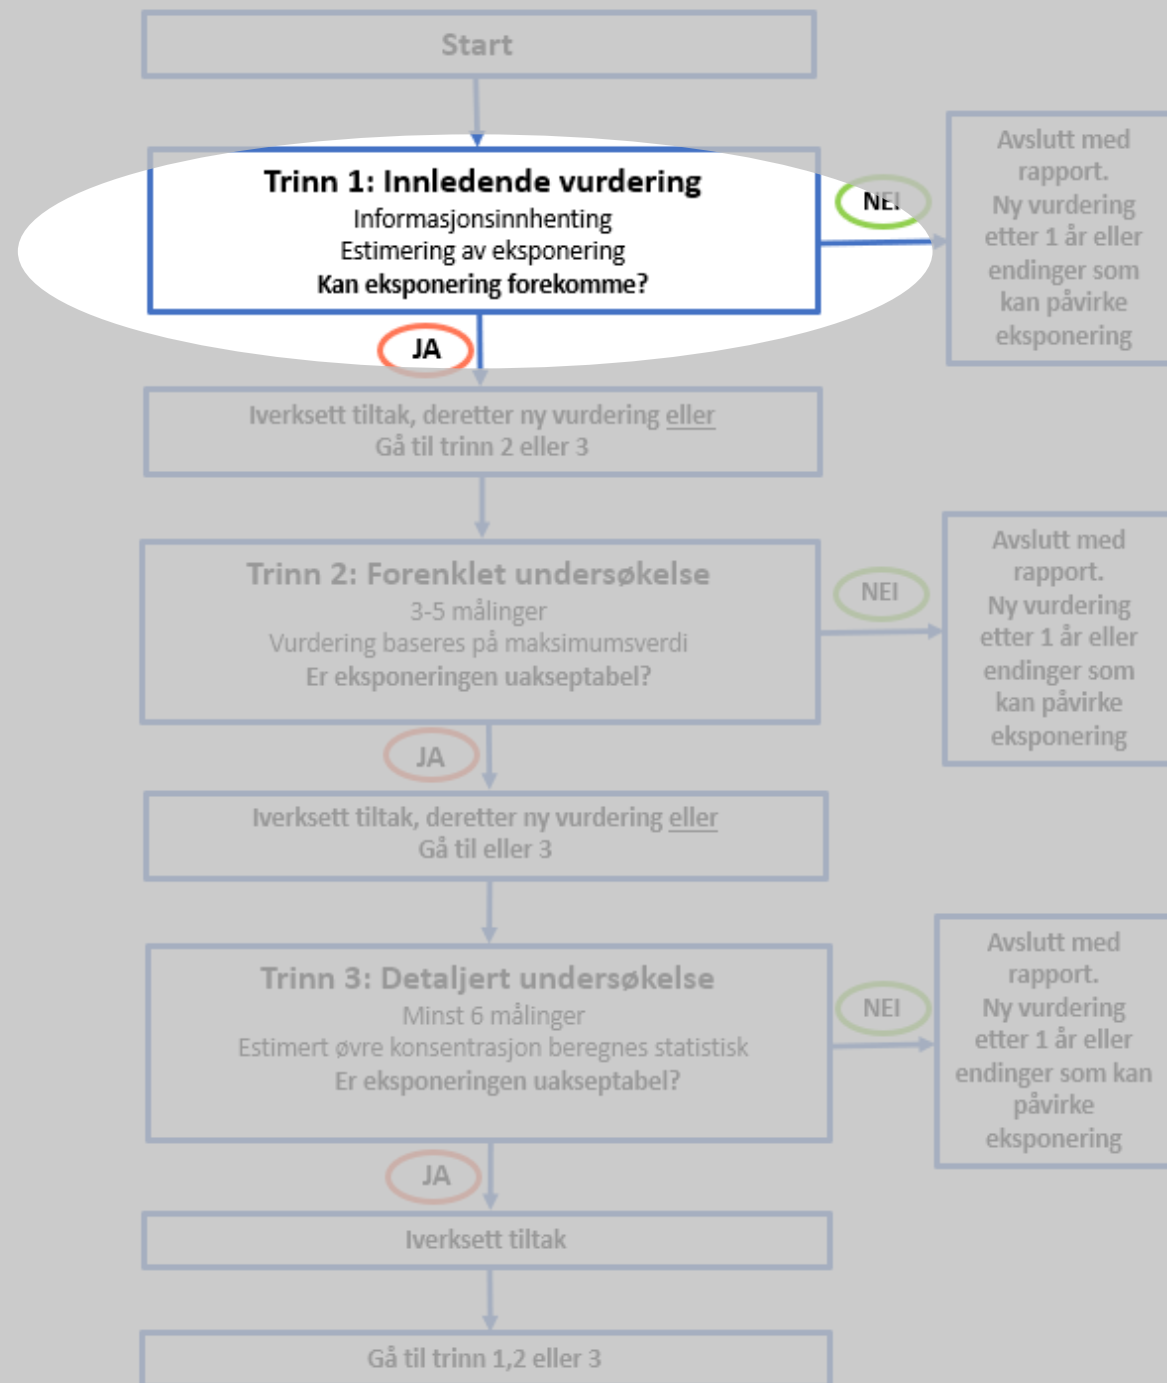 Start
Trinn 1: Innledende vurdering
Informasjonsinnhenting
Estimering av eksponering
Kan eksponering forekomme?
NEI
Avslutt med
rapport.
Ny vurdering
etter 1 år eller
endinger som
kan påvirke
eksponering
JA
Iverksett tiltak, deretter ny vurdering eller
Gå til trinn 2 eller 3
Trinn 2: Forenklet undersøkelse
3-5 målinger
Vurdering baseres på maksimumsverdi
Er eksponeringen uakseptabel?
NEI
Avslutt med
rapport.
Ny vurdering
etter 1 år eller
endinger som
kan påvirke
eksponering
JA
Iverksett tiltak, deretter ny vurdering eller
Gå til eller 3
Trinn 3: Detaljert undersøkelse
Minst 6 målinger
Estimert øvre konsentrasjon beregnes statistisk
Er eksponeringen uakseptabel?
NEI
Avslutt med
rapport.
Ny vurdering
etter 1 år eller
endinger som kan
påvirke
eksponering
JA
Iverksett tiltak
Gå til trinn 1,2 eller 3